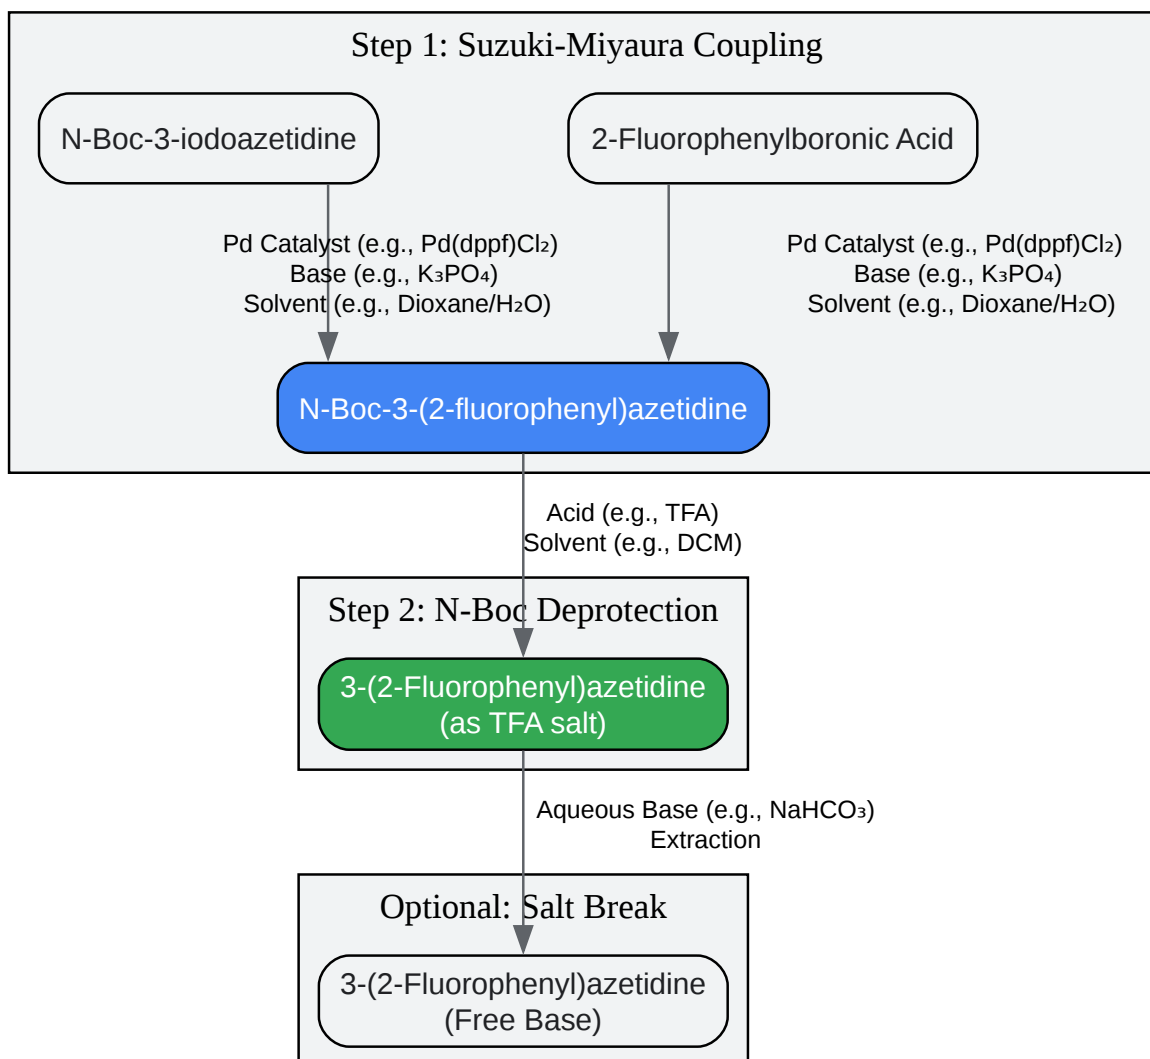 Step 1: Suzuki-Miyaura Coupling
N-Boc-3-iodoazetidine
2-Fluorophenylboronic Acid
Pd Catalyst (e.g., Pd(dppf)Cl₂)
Base (e.g., K₃PO₄)
Solvent (e.g., Dioxane/H₂O)
Pd Catalyst (e.g., Pd(dppf)Cl₂)
Base (e.g., K₃PO₄)
Solvent (e.g., Dioxane/H₂O)
N-Boc-3-(2-fluorophenyl)azetidine
Acid (e.g., TFA)
Solvent (e.g., DCM)
Step 2: N-Boc Deprotection
3-(2-Fluorophenyl)azetidine
(as TFA salt)
Aqueous Base (e.g., NaHCO₃)
Extraction
Optional: Salt Break
3-(2-Fluorophenyl)azetidine
(Free Base)